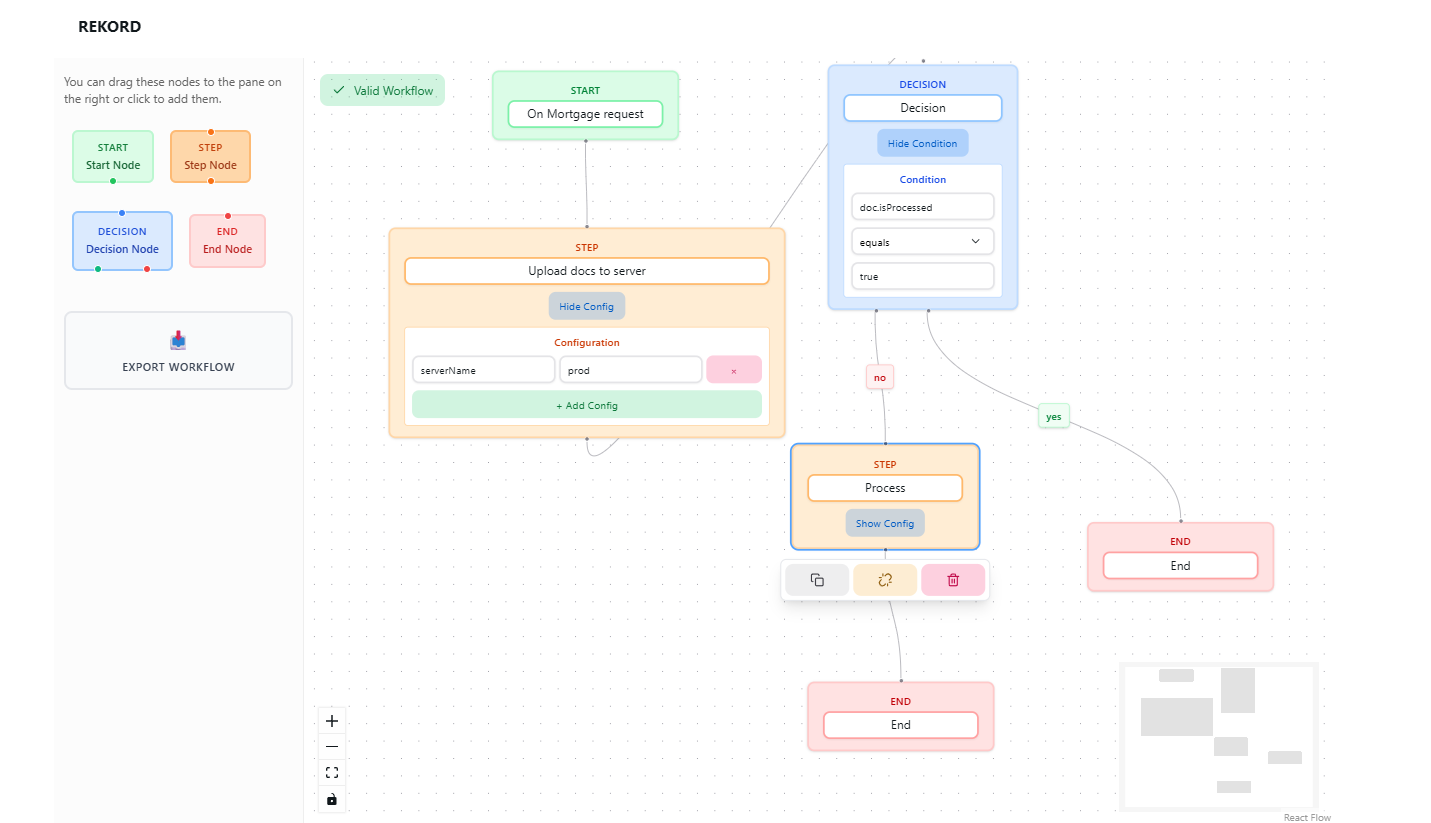 REKORD
You can drag these nodes to the pane on
the right or click to add them.
START
Start Node
STEP
Step Node
DECISION
Decision Node
END
End Node
EXPORT WORKFLOW
Valid Workflow
START
On Mortgage request
STEP
Upload docs to server
Hide Config
Configuration
serverName
prod
×
+ Add Config
DECISION
Decision
Hide Condition
Condition
doc.isProcessed
equals
true
no
yes
STEP
Process
Show Config
END
End
END
End
React Flow